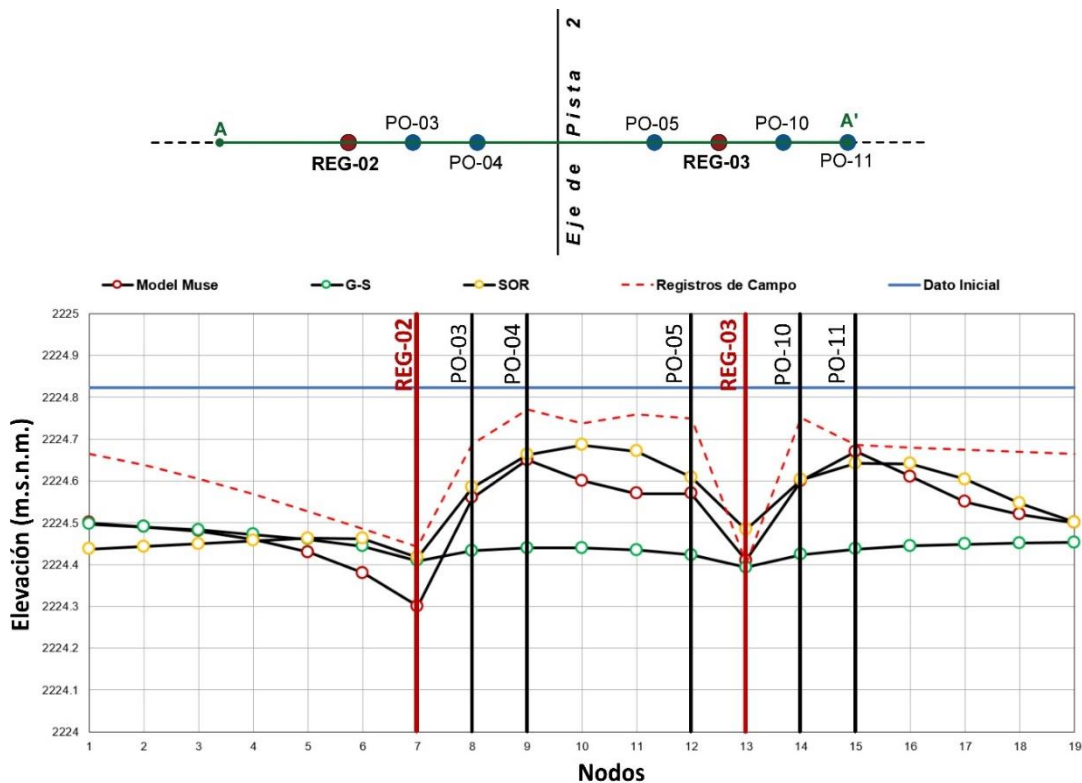 Eje de Pista 2
A
REG-02
PO-03
PO-04
PO-05
REG-03
PO-10
A'
PO-11
Model Muse
G-S
SOR
Registros de Campo
Dato Inicial
Elevación (m.s.n.m.)
2225
2224.9
2224.8
2224.7
2224.6
2224.5
2224.4
2224.3
2224.2
2224.1
2224
REG-02
PO-03
PO-04
PO-05
REG-03
PO-10
PO-11
1 2 3 4 5 6 7 8 9 10 11 12 13 14 15 16 17 18 19
Nodos